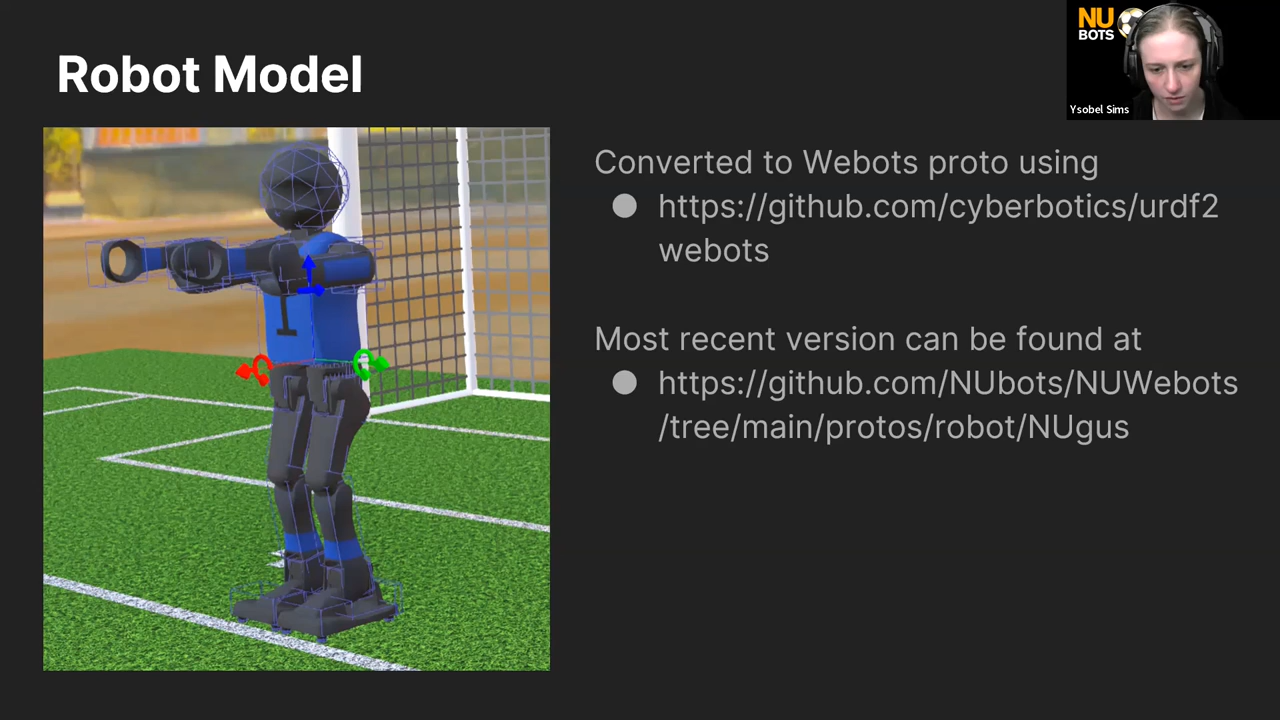 Robot Model
NU
BOTS
Ysobel Sims
Converted to Webots proto using
https://github.com/cyberbotics/urdf2
webots
Most recent version can be found at
https://github.com/NUbots/NUWebots
/tree/main/protos/robot/NUgus
1